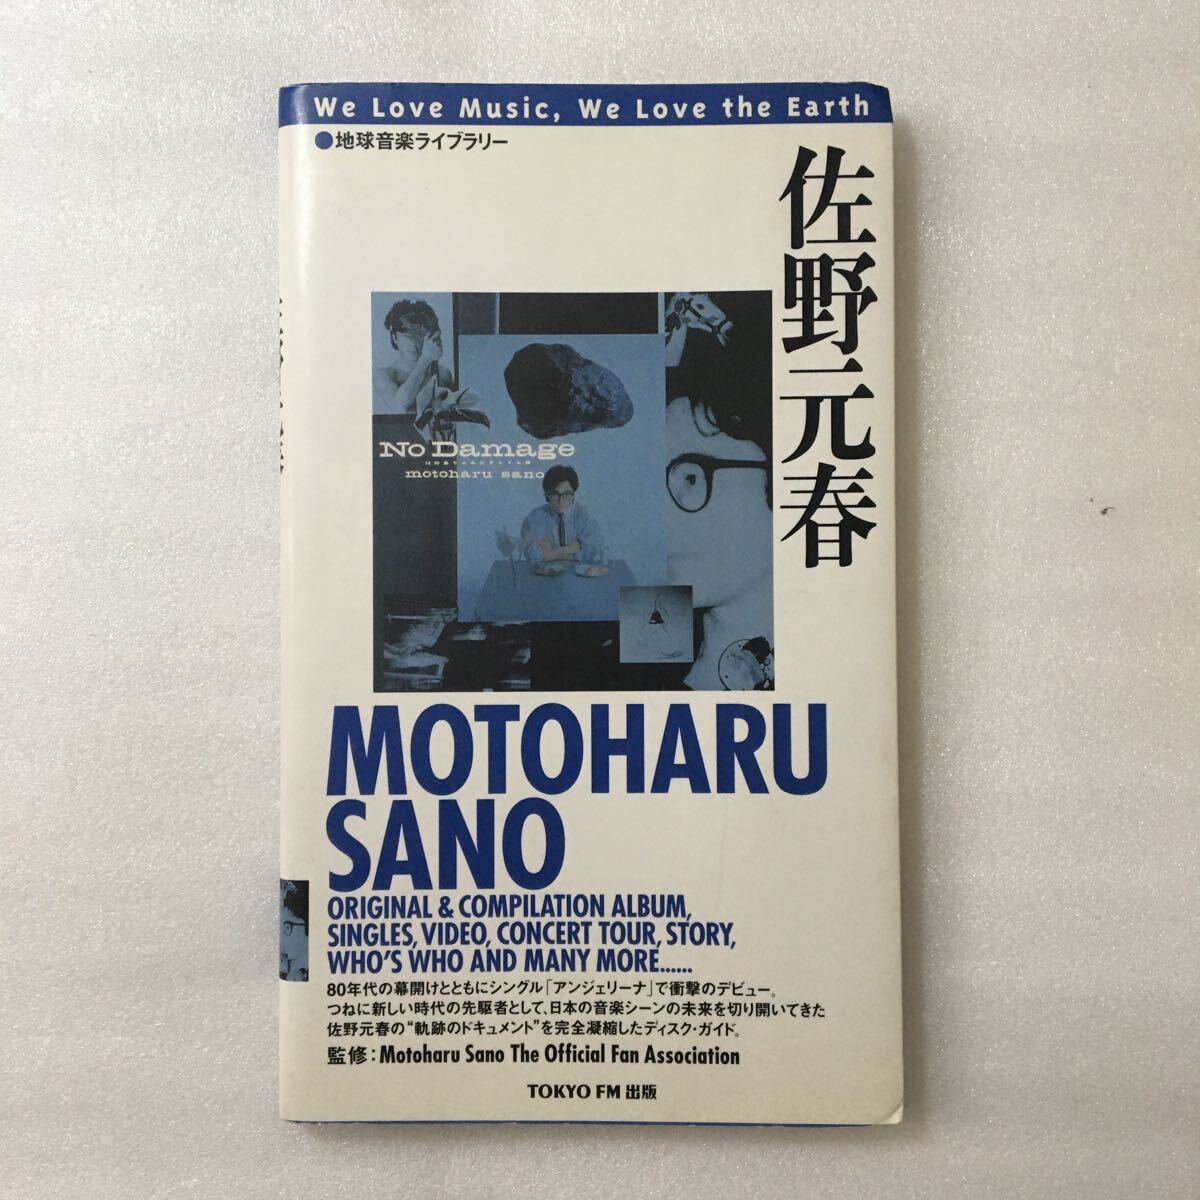 We Love Music, We Love the Earth
●地球音楽ライブラリー
佐野元春
No Damage
motoharu sano
MOTOHARU
SANO
ORIGINAL & COMPILATION ALBUM,
SINGLES, VIDEO, CONCERT TOUR, STORY,
WHO'S WHO AND MANY MORE......
80年代の幕開けとともにシングル「アンジェリーナ」で衝撃のデビュー。
つねに新しい時代の先駆者として、日本の音楽シーンの未来を切り開いてきた
佐野元春の"軌跡のドキュメント"を完全凝縮したディスク・ガイド。
監修：Motoharu Sano The Official Fan Association
TOKYO FM 出版